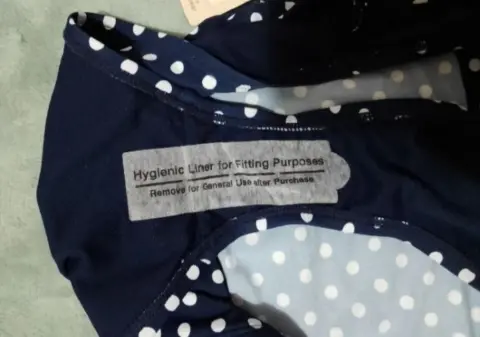 Hygienic Liner for Fitting Purposes
Remove for General Use after Purchase